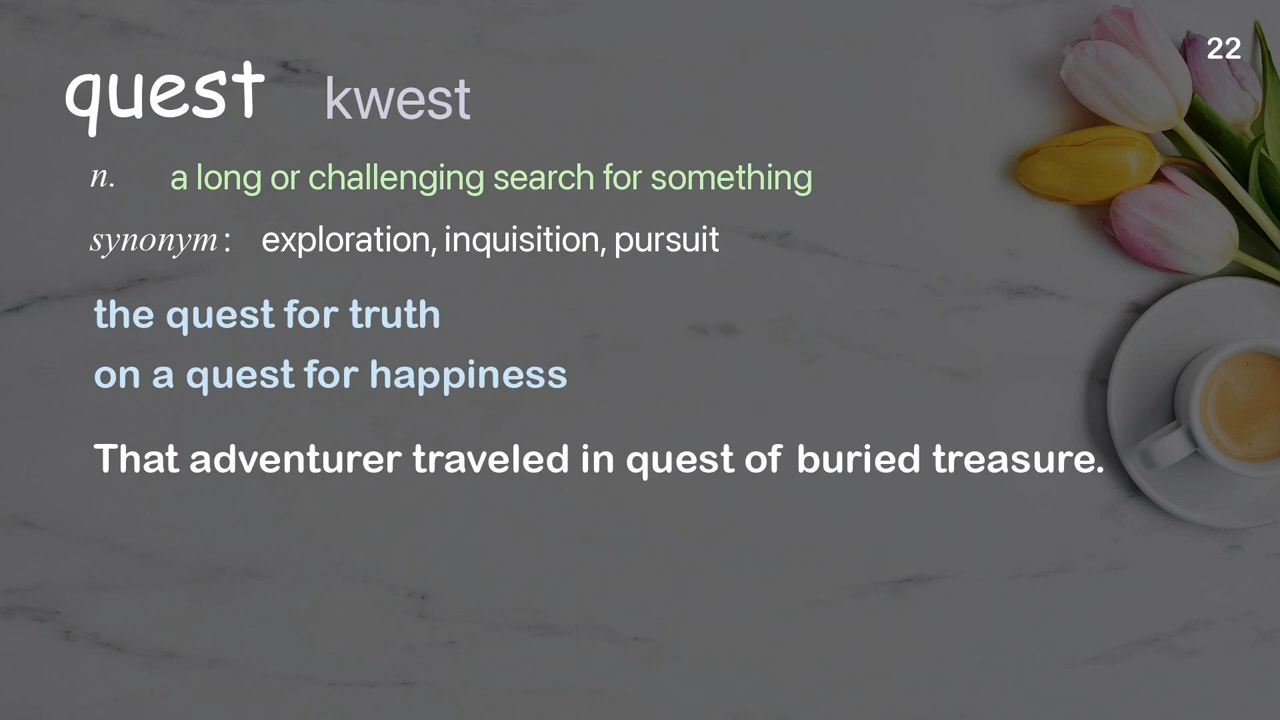 22
quest kwest
n. a long or challenging search for something
synonym: exploration, inquisition, pursuit
the quest for truth
on a quest for happiness
That adventurer traveled in quest of buried treasure.